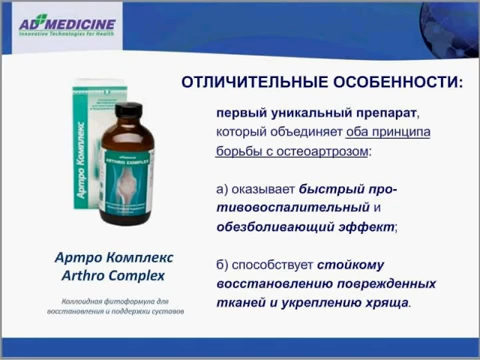 AD MEDICINE
Innovative Technologies for Health
ОТЛИЧИТЕЛЬНЫЕ ОСОБЕННОСТИ:
первый уникальный препарат,
который объединяет оба принципа
борьбы с остеоартрозом:
а) оказывает быстрый про-
тивовоспалительный и
обезболивающий эффект;
б) способствует стойкому
восстановлению поврежденных
тканей и укреплению хряща.
Артро Комплекс
ARTHRO COMPLEX
Артро Комплекс
Arthro Complex
Коллоидная фитоформула для
восстановления и поддержки суставов